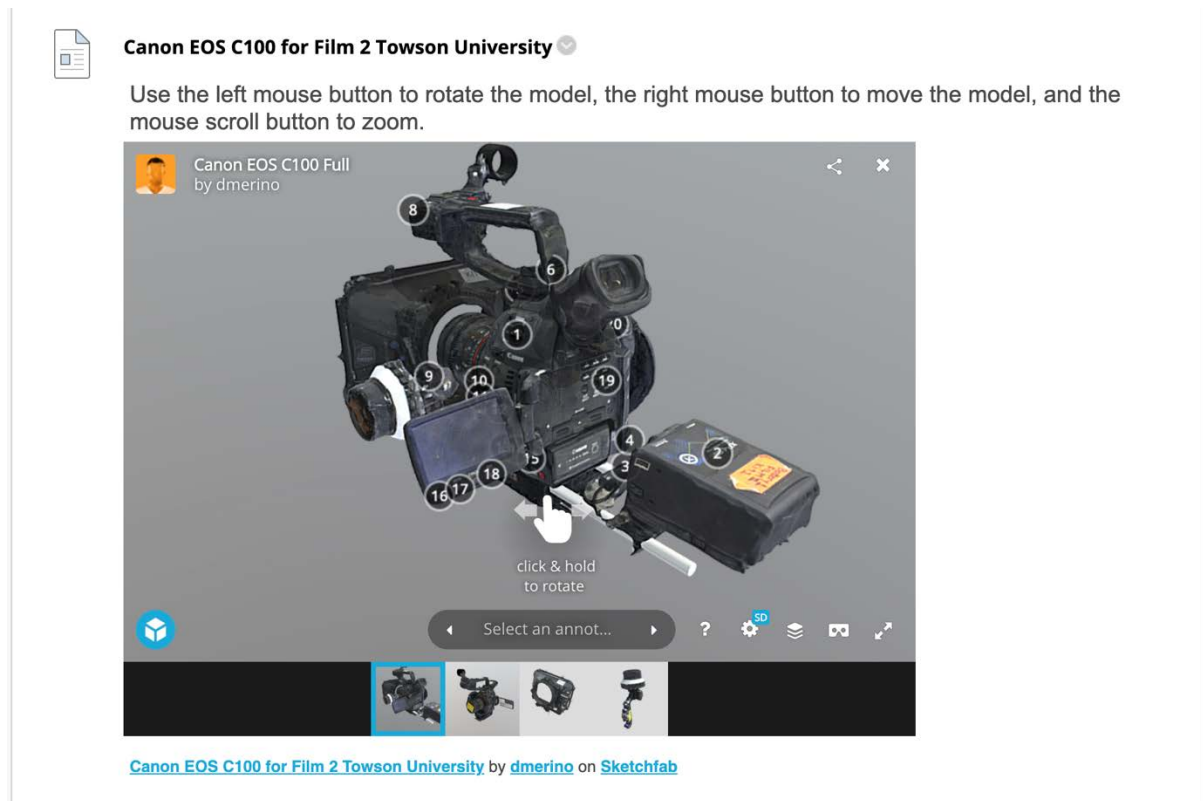 Canon EOS C100 for Film 2 Towson University
Use the left mouse button to rotate the model, the right mouse button to move the model, and the
mouse scroll button to zoom.
Canon EOS C100 Full
by dmerino
8
6
1
20
19
9
10
4
2
3
15
18
17
16
Canon
click & hold
to rotate
Select an annot...
?
SD
Canon EOS C100 for Film 2 Towson University by dmerino on Sketchfab